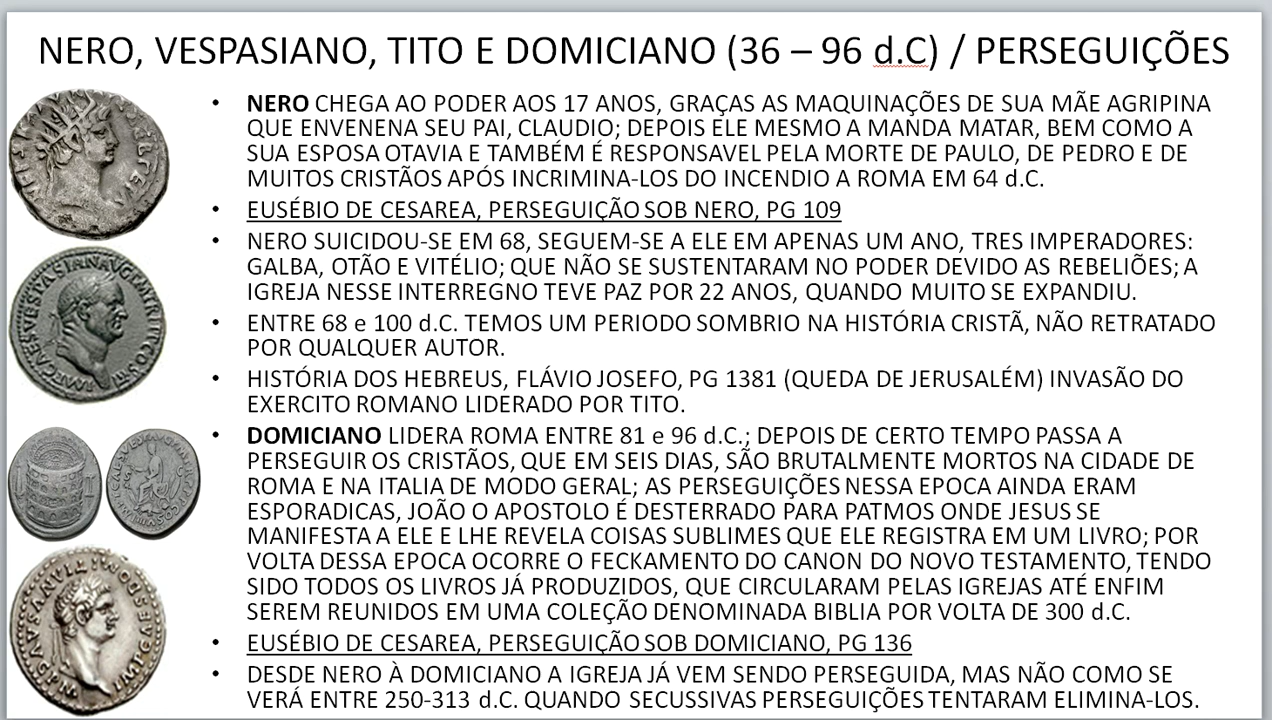 NERO, VESPASIANO, TITO E DOMICIANO (36 – 96 d.C) / PERSEGUIÇÕES
• NERO CHEGA AO PODER AOS 17 ANOS, GRAÇAS AS MAQUINAÇÕES DE SUA MÃE AGRIPINA
QUE ENVENENA SEU PAI, CLAUDIO; DEPOIS ELE MESMO A MANDA MATAR, BEM COMO A
SUA ESPOSA OTAVIA E TAMBÉM É RESPONSAVEL PELA MORTE DE PAULO, DE PEDRO E DE
MUITOS CRISTÃOS APÓS INCRIMINA-LOS DO INCENDIO A ROMA EM 64 d.C.
• EUSÉBIO DE CESAREA, PERSEGUIÇÃO SOB NERO, PG 109
• NERO SUICIDOU-SE EM 68, SEGUEM-SE A ELE EM APENAS UM ANO, TRES IMPERADORES:
GALBA, OTÃO E VITÉLIO; QUE NÃO SE SUSTENTARAM NO PODER DEVIDO AS REBELIÕES; A
IGREJA NESSE INTERREGNO TEVE PAZ POR 22 ANOS, QUANDO MUITO SE EXPANDIU.
• ENTRE 68 e 100 d.C. TEMOS UM PERIODO SOMBRIO NA HISTÓRIA CRISTÃ, NÃO RETRATADO
POR QUALQUER AUTOR.
• HISTÓRIA DOS HEBREUS, FLÁVIO JOSEFO, PG 1381 (QUEDA DE JERUSALÉM) INVASÃO DO
EXERCITO ROMANO LIDERADO POR TITO.
• DOMICIANO LIDERA ROMA ENTRE 81 e 96 d.C.; DEPOIS DE CERTO TEMPO PASSA A
PERSEGUIR OS CRISTÃOS, QUE EM SEIS DIAS, SÃO BRUTALMENTE MORTOS NA CIDADE DE
ROMA E NA ITALIA DE MODO GERAL; AS PERSEGUIÇÕES NESSA EPOCA AINDA ERAM
ESPORADICAS, JOÃO O APOSTOLO É DESTERRADO PARA PATMOS ONDE JESUS SE
MANIFESTA A ELE E LHE REVELA COISAS SUBLIMES QUE ELE REGISTRA EM UM LIVRO; POR
VOLTA DESSA EPOCA OCORRE O FECKAMENTO DO CANON DO NOVO TESTAMENTO, TENDO
SIDO TODOS OS LIVROS JÁ PRODUZIDOS, QUE CIRCULARAM PELAS IGREJAS ATÉ ENFIM
SEREM REUNIDOS EM UMA COLEÇÃO DENOMINADA BIBLIA POR VOLTA DE 300 d.C.
• EUSÉBIO DE CESAREA, PERSEGUIÇÃO SOB DOMICIANO, PG 136
• DESDE NERO À DOMICIANO A IGREJA JÁ VEM SENDO PERSEGUIDA, MAS NÃO COMO SE
VERÁ ENTRE 250-313 d.C. QUANDO SECUSSIVAS PERSEGUIÇÕES TENTARAM ELIMINA-LOS.